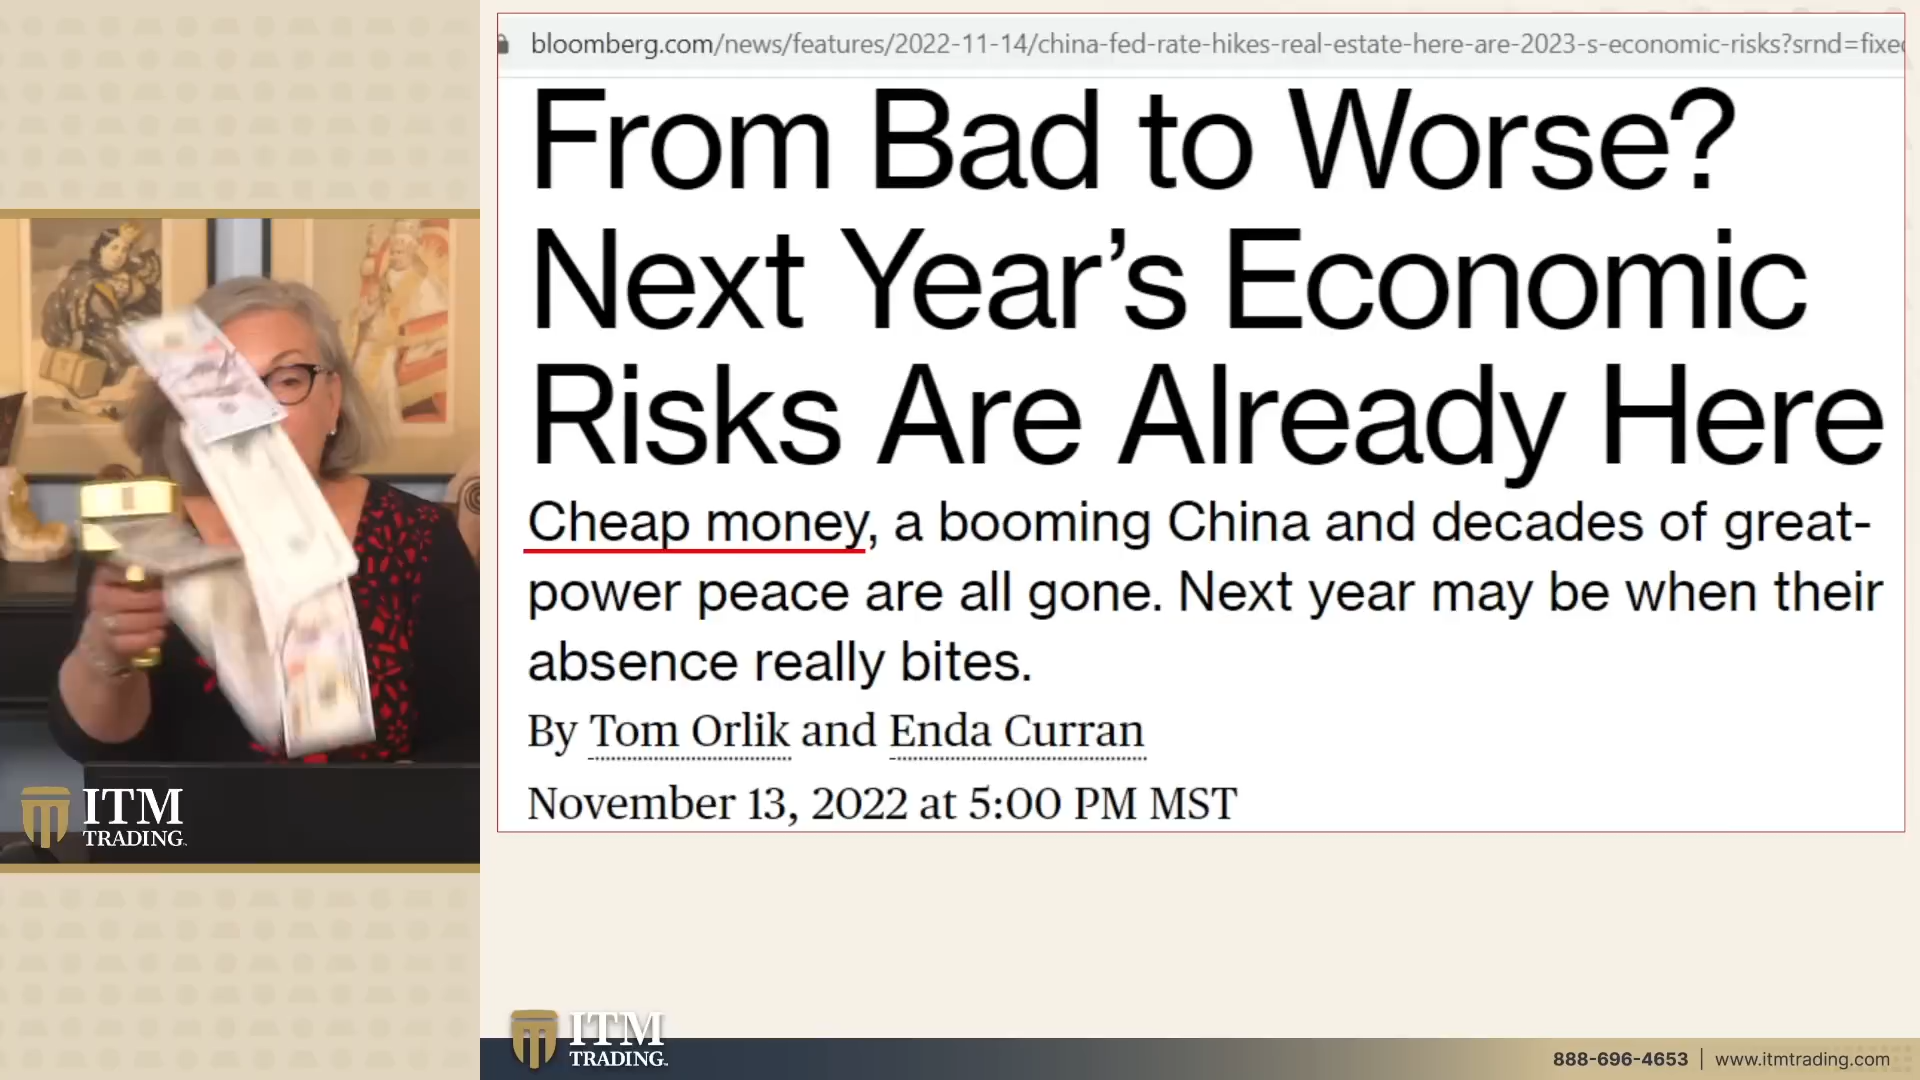 bloomberg.com/news/features/2022-11-14/china-fed-rate-hikes-real-estate-here-are-2023-s-economic-risks?srnd=fixe
From Bad to Worse?
Next Year’s Economic
Risks Are Already Here
Cheap money, a booming China and decades of great-
power peace are all gone. Next year may be when their
absence really bites.
By Tom Orlik and Enda Curran
November 13, 2022 at 5:00 PM MST
ITM
TRADING
ITM
TRADING
888-696-4653 | www.itmtrading.com